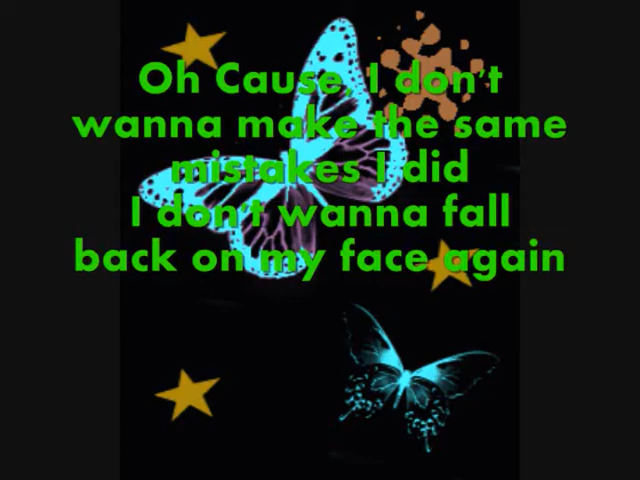 Oh Cause I don't
wanna make the same
mistakes I did
I don't wanna fall
back on my face again